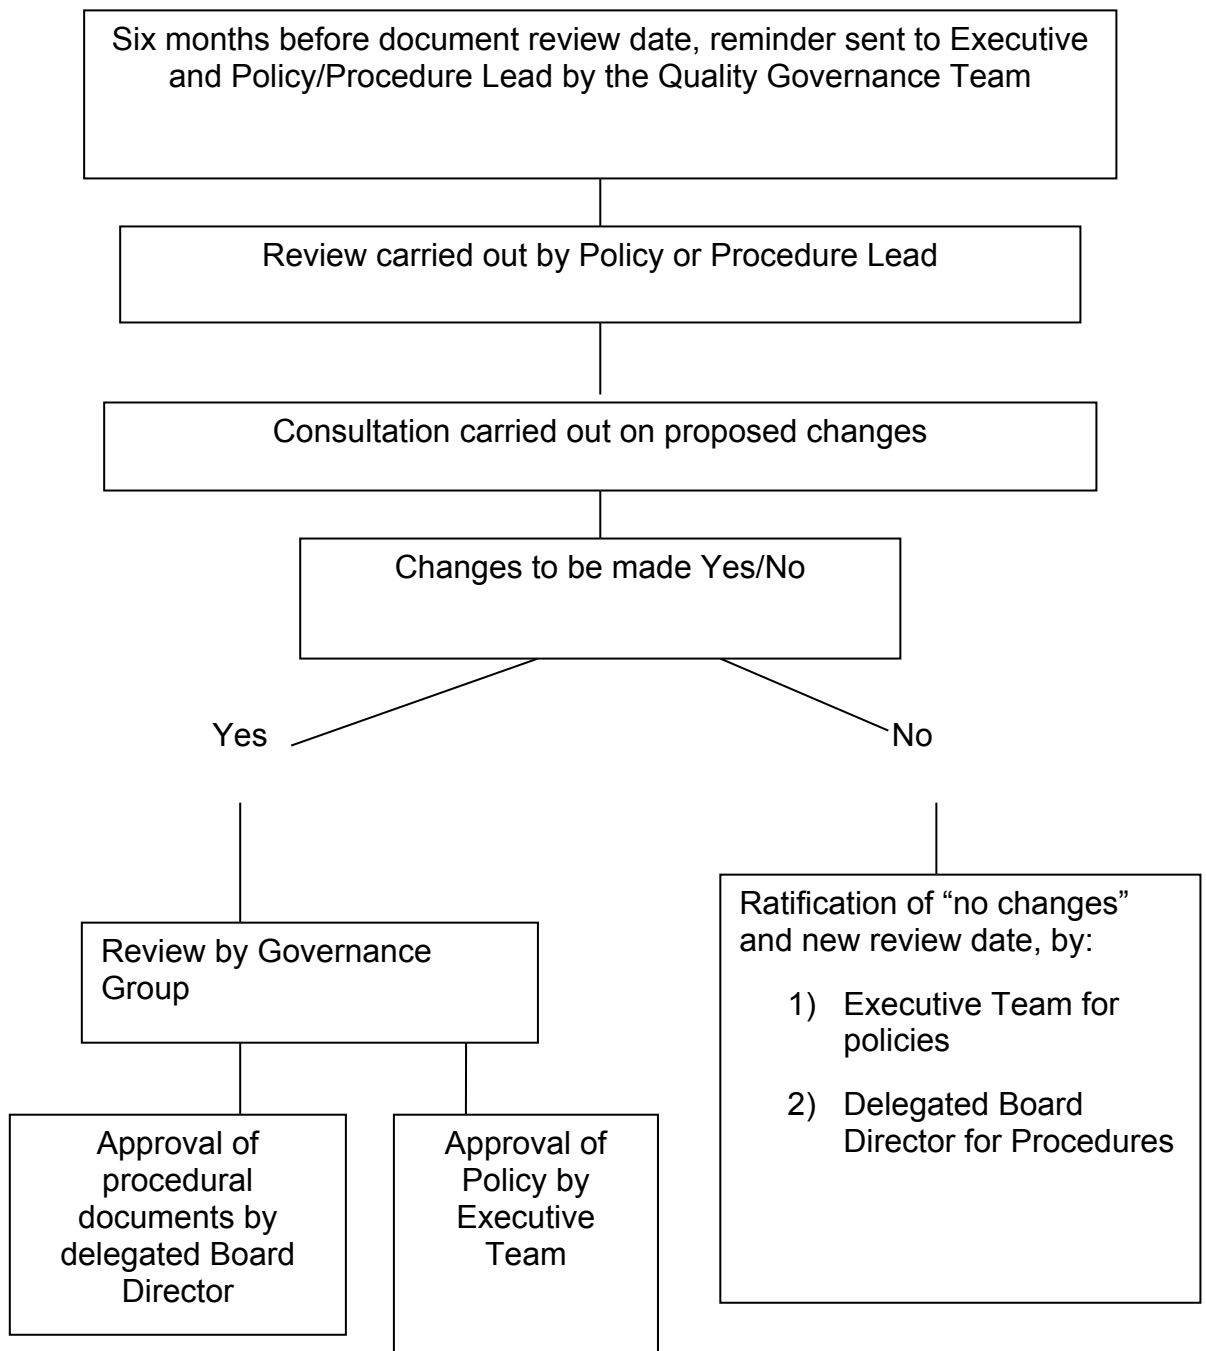 Six months before document review date, reminder sent to Executive
and Policy/Procedure Lead by the Quality Governance Team
Review carried out by Policy or Procedure Lead
Consultation carried out on proposed changes
Changes to be made Yes/No
Yes
No
Review by Governance
Group
Approval of
procedural
documents by
delegated Board
Director
Approval of
Policy by
Executive
Team
Ratification of “no changes”
and new review date, by:
1) Executive Team for
policies
2) Delegated Board
Director for Procedures